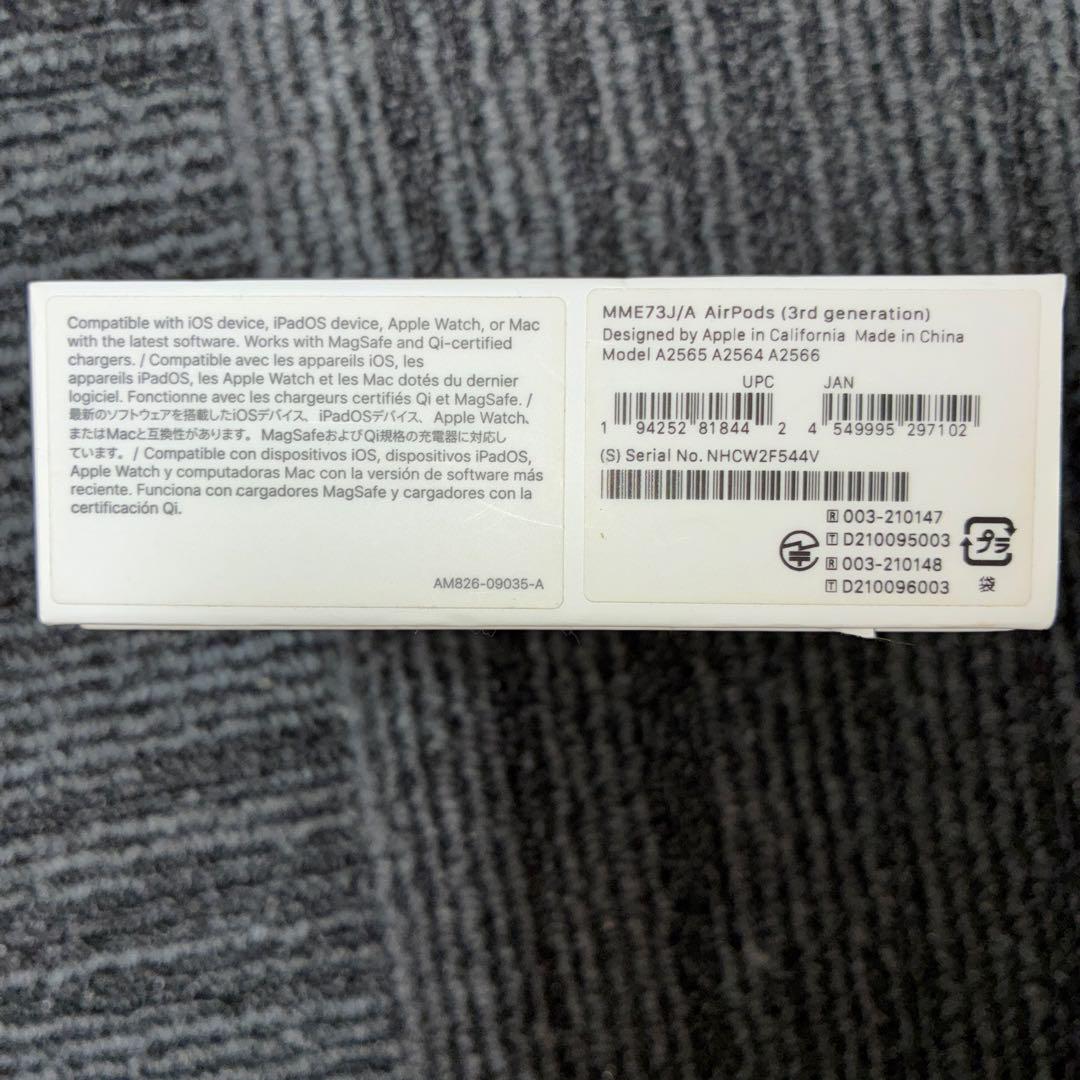 Compatible with iOS device, iPadOS device, Apple Watch, or Mac
with the latest software. Works with MagSafe and Qi-certified
chargers. / Compatible avec les appareils iOS, les
appareils iPadOS, les Apple Watch et les Mac dotés du dernier
logiciel. Fonctionne avec les chargeurs certifiés Qi et MagSafe. /
最新のソフトウェアを搭載したiOSデバイス、iPadOSデバイス、Apple Watch、
またはMacと互換性があります。MagSafeおよびQi規格の充電器に対応し
ています。/ Compatible con dispositivos iOS, dispositivos iPadOS,
Apple Watch y computadoras Mac con la versión de software más
reciente. Funciona con cargadores MagSafe y cargadores con la
certificación Qi.
AM826-09035-A
MME73J/A AirPods (3rd generation)
Designed by Apple in California Made in China
Model A2565 A2564 A2566
UPC JAN
1 94252 81844 2 4 549995 297102
(S) Serial No. NHCW2F544V
R 003-210147
T D210095003
R 003-210148
T D210096003
プラ
袋